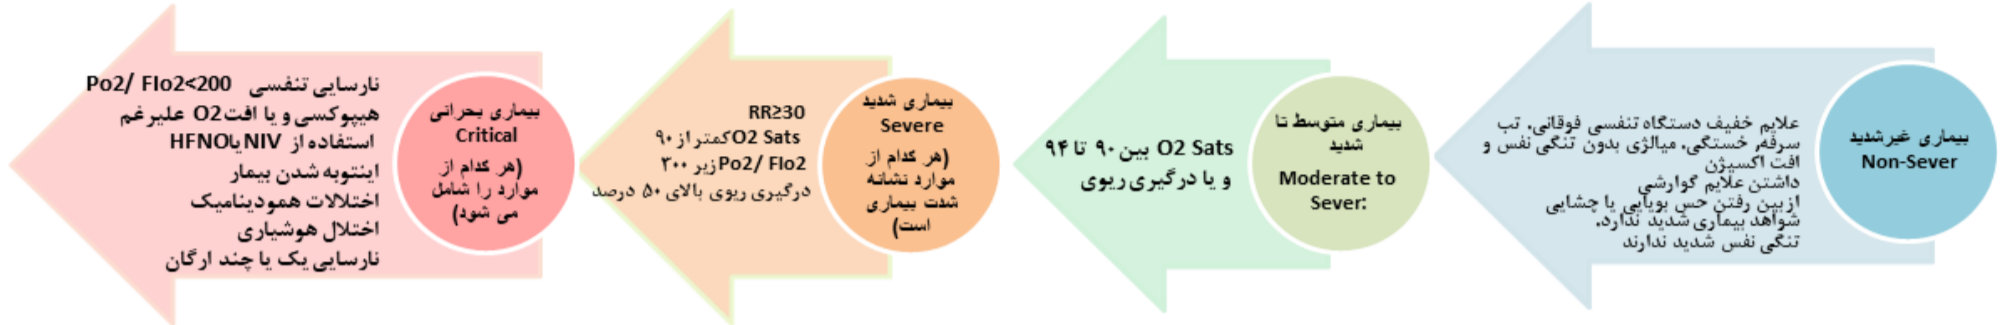 بیماری غیرشدید
Non-Sever
علایم خفیف دستگاه تنفسی فوقانی، تب
سرفه، خستگی، میالژی بدون تنگی نفس و
افت اکسیژن
داشتن علایم گوارشی
ازبین رفتن حس بویایی یا چشایی
شواهد بیماری شدید ندارد.
تنگی نفس شدید ندارند
بیماری متوسط تا
شدید
Moderate to
Sever:
O2 Sats بین ۹۰ تا ۹۴
و یا درگیری ریوی
بیماری شدید
Severe
(هر کدام از
موارد نشانه
شدت بیماری
است)
RR≥30
O2 Sats کمتر از ۹۰
Po2/ FIo2 زیر ۳۰۰
درگیری ریوی بالای ۵۰ درصد
بیماری بحرانی
Critical
(هر کدام از
موارد را شامل
می شود)
نارسایی تنفسی Po2/ FIo2<200
هیپوکسی و یا افت O2 علیرغم
استفاده از NIV یا HFNO
اینتوبه شدن بیمار
اختلالات همودینامیک
اختلال هوشیاری
نارسایی یک یا چند ارگان